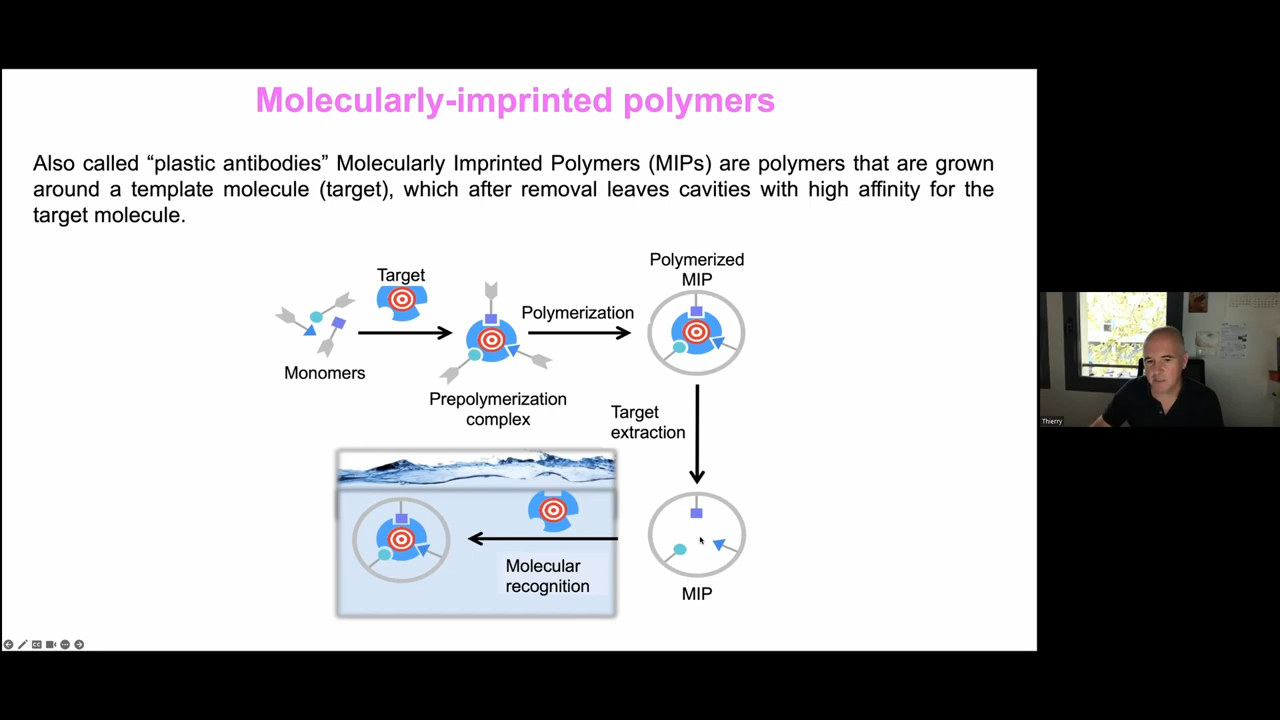 Molecularly-imprinted polymers
Also called “plastic antibodies” Molecularly Imprinted Polymers (MIPs) are polymers that are grown
around a template molecule (target), which after removal leaves cavities with high affinity for the
target molecule.
Target
Monomers
Prepolymerization
complex
Polymerization
Polymerized
MIP
Target
extraction
MIP
Molecular
recognition
Thierry